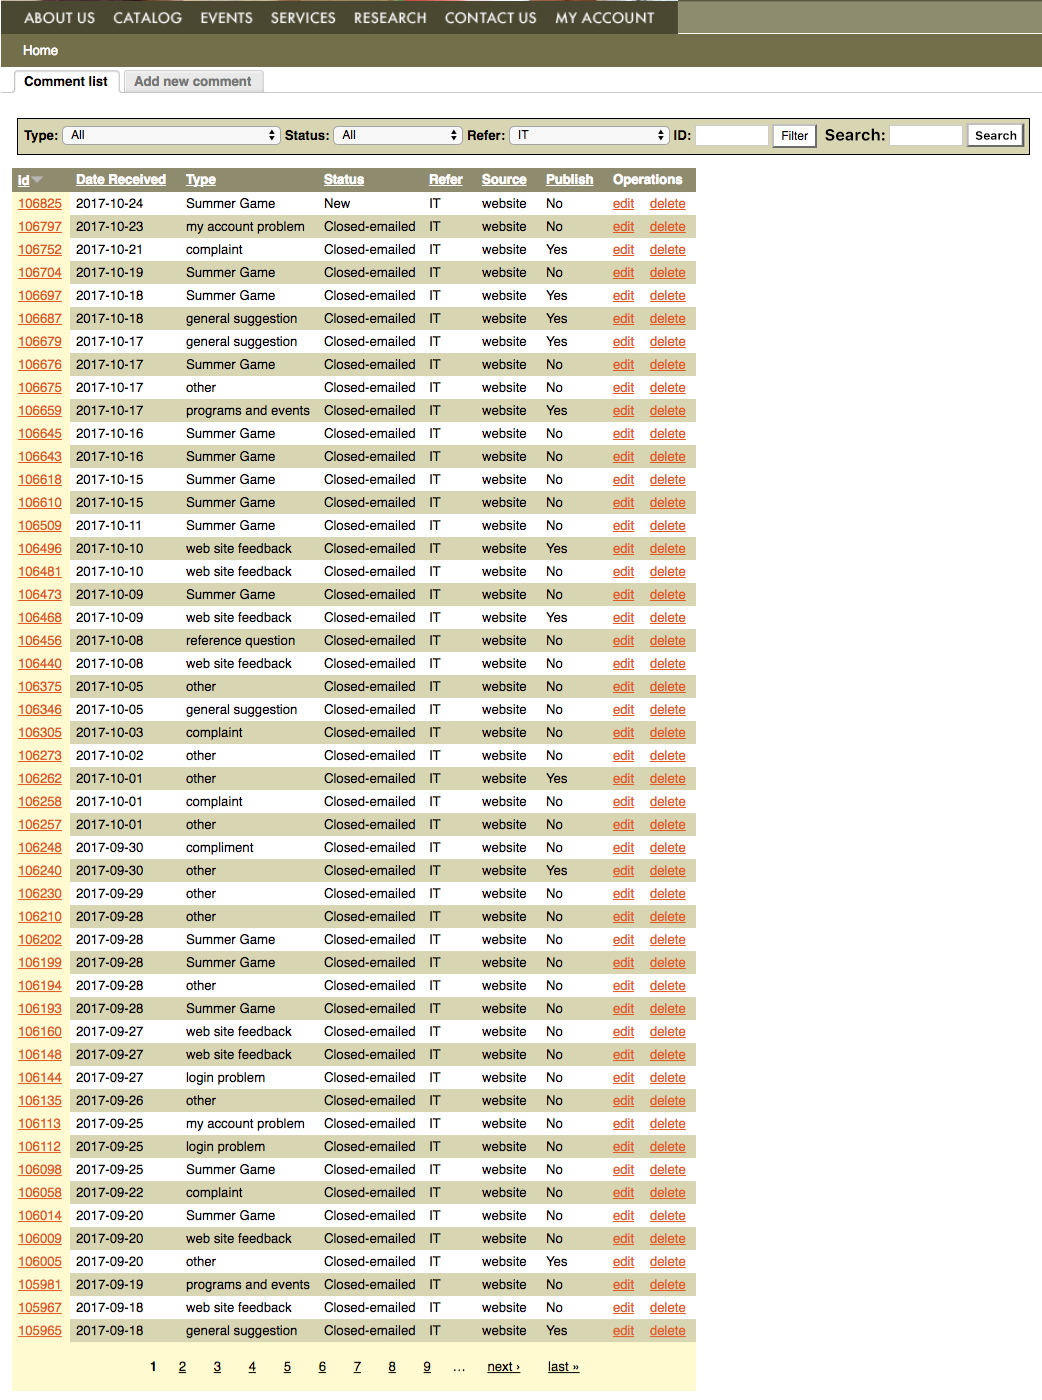 ABOUT US CATALOG EVENTS SERVICES RESEARCH CONTACT US MY ACCOUNT
Home
Comment list Add new comment
Type: All Status: All Refer: IT ID: Filter Search: Search
id Date Received Type Status Refer Source Publish Operations
106825 2017-10-24 Summer Game New IT website No edit delete
106797 2017-10-23 my account problem Closed-emailed IT website No edit delete
106752 2017-10-21 complaint Closed-emailed IT website Yes edit delete
106704 2017-10-19 Summer Game Closed-emailed IT website No edit delete
106697 2017-10-18 Summer Game Closed-emailed IT website Yes edit delete
106687 2017-10-18 general suggestion Closed-emailed IT website Yes edit delete
106679 2017-10-17 general suggestion Closed-emailed IT website Yes edit delete
106676 2017-10-17 Summer Game Closed-emailed IT website No edit delete
106675 2017-10-17 other Closed-emailed IT website No edit delete
106659 2017-10-17 programs and events Closed-emailed IT website Yes edit delete
106645 2017-10-16 Summer Game Closed-emailed IT website No edit delete
106643 2017-10-16 Summer Game Closed-emailed IT website No edit delete
106618 2017-10-15 Summer Game Closed-emailed IT website No edit delete
106610 2017-10-15 Summer Game Closed-emailed IT website No edit delete
106509 2017-10-11 Summer Game Closed-emailed IT website No edit delete
106496 2017-10-10 web site feedback Closed-emailed IT website Yes edit delete
106481 2017-10-10 web site feedback Closed-emailed IT website No edit delete
106473 2017-10-09 Summer Game Closed-emailed IT website No edit delete
106468 2017-10-09 web site feedback Closed-emailed IT website Yes edit delete
106456 2017-10-08 reference question Closed-emailed IT website No edit delete
106440 2017-10-08 web site feedback Closed-emailed IT website No edit delete
106375 2017-10-05 other Closed-emailed IT website No edit delete
106346 2017-10-05 general suggestion Closed-emailed IT website No edit delete
106305 2017-10-03 complaint Closed-emailed IT website No edit delete
106273 2017-10-02 other Closed-emailed IT website No edit delete
106262 2017-10-01 other Closed-emailed IT website Yes edit delete
106258 2017-10-01 complaint Closed-emailed IT website No edit delete
106257 2017-10-01 other Closed-emailed IT website No edit delete
106248 2017-09-30 compliment Closed-emailed IT website No edit delete
106240 2017-09-30 other Closed-emailed IT website Yes edit delete
106230 2017-09-29 other Closed-emailed IT website No edit delete
106210 2017-09-28 other Closed-emailed IT website No edit delete
106202 2017-09-28 Summer Game Closed-emailed IT website No edit delete
106199 2017-09-28 Summer Game Closed-emailed IT website No edit delete
106194 2017-09-28 other Closed-emailed IT website No edit delete
106193 2017-09-28 Summer Game Closed-emailed IT website No edit delete
106160 2017-09-27 web site feedback Closed-emailed IT website No edit delete
106148 2017-09-27 web site feedback Closed-emailed IT website No edit delete
106144 2017-09-27 login problem Closed-emailed IT website No edit delete
106135 2017-09-26 other Closed-emailed IT website No edit delete
106113 2017-09-25 my account problem Closed-emailed IT website No edit delete
106112 2017-09-25 login problem Closed-emailed IT website No edit delete
106098 2017-09-25 Summer Game Closed-emailed IT website No edit delete
106058 2017-09-22 complaint Closed-emailed IT website No edit delete
106014 2017-09-20 Summer Game Closed-emailed IT website No edit delete
106009 2017-09-20 web site feedback Closed-emailed IT website No edit delete
106005 2017-09-20 other Closed-emailed IT website Yes edit delete
105981 2017-09-19 programs and events Closed-emailed IT website No edit delete
105967 2017-09-18 web site feedback Closed-emailed IT website No edit delete
105965 2017-09-18 general suggestion Closed-emailed IT website Yes edit delete
1 2 3 4 5 6 7 8 9 … next › last »